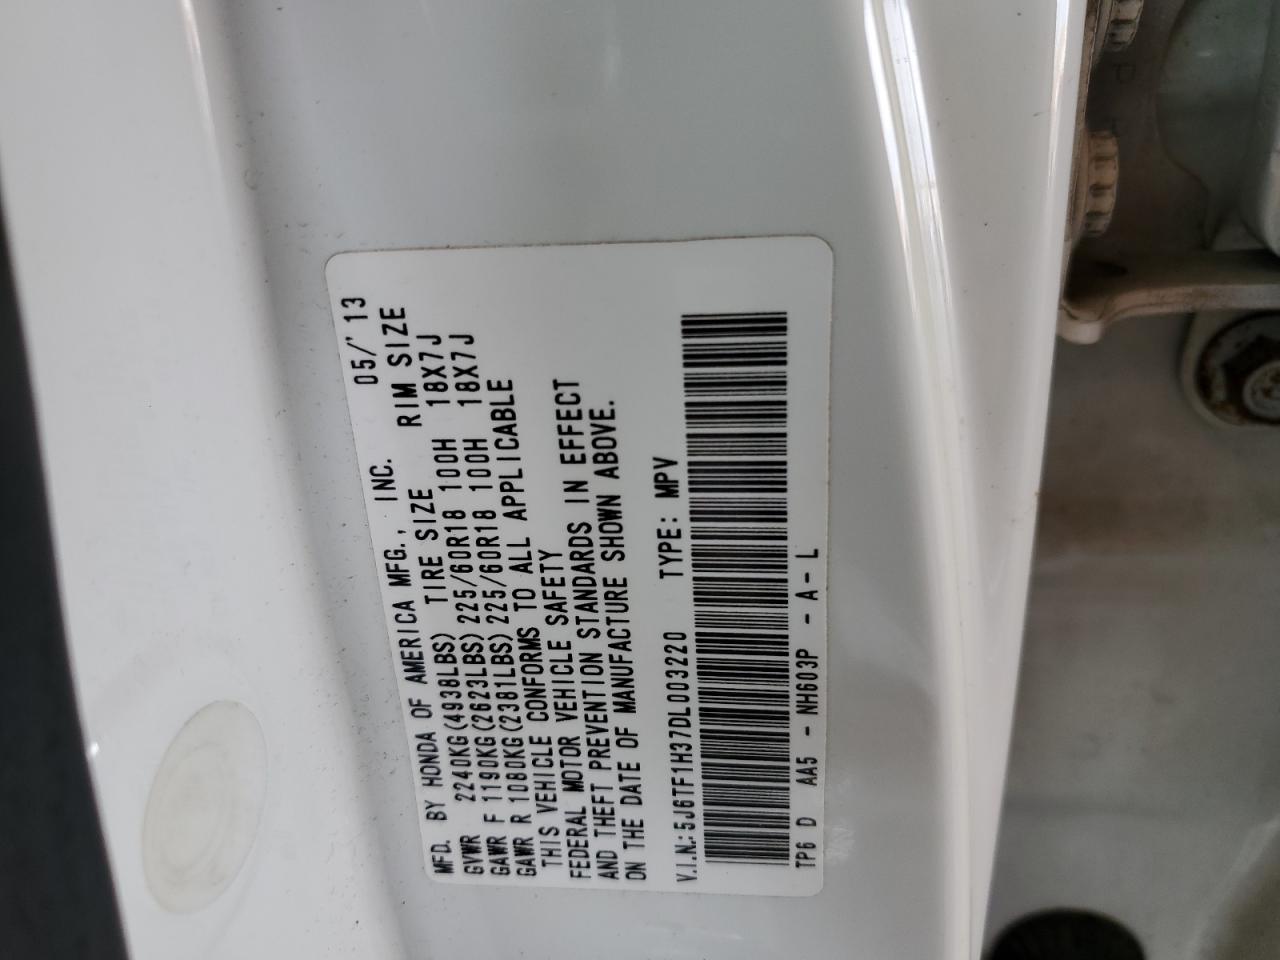 MFD. BY HONDA OF AMERICA MFG., INC. 05/'13
GVWR 2240KG(4938LBS) TIRE SIZE RIM SIZE
GAWR F 1190KG(2623LBS) 225/60R18 100H 18X7J
GAWR R 1080KG(2381LBS) 225/60R18 100H 18X7J
THIS VEHICLE CONFORMS TO ALL APPLICABLE
FEDERAL MOTOR VEHICLE SAFETY
AND THEFT PREVENTION STANDARDS IN EFFECT
ON THE DATE OF MANUFACTURE SHOWN ABOVE.
V.I.N.:5J6TF1H37DL003220 TYPE: MPV
TP6 D AA5 - NH603P - A - L